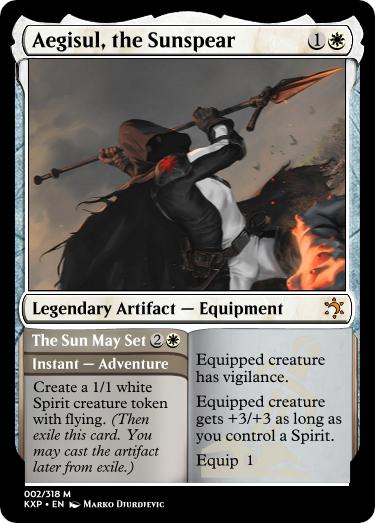 Aegisul, the Sunspear 1
Legendary Artifact — Equipment
The Sun May Set 2
Instant — Adventure
Create a 1/1 white
Spirit creature token
with flying. (Then
exile this card. You
may cast the artifact
later from exile.)
Equipped creature
has vigilance.
Equipped creature
gets +3/+3 as long as
you control a Spirit.
Equip 1
002/318 M
KXP • EN Marko Djurdjevic